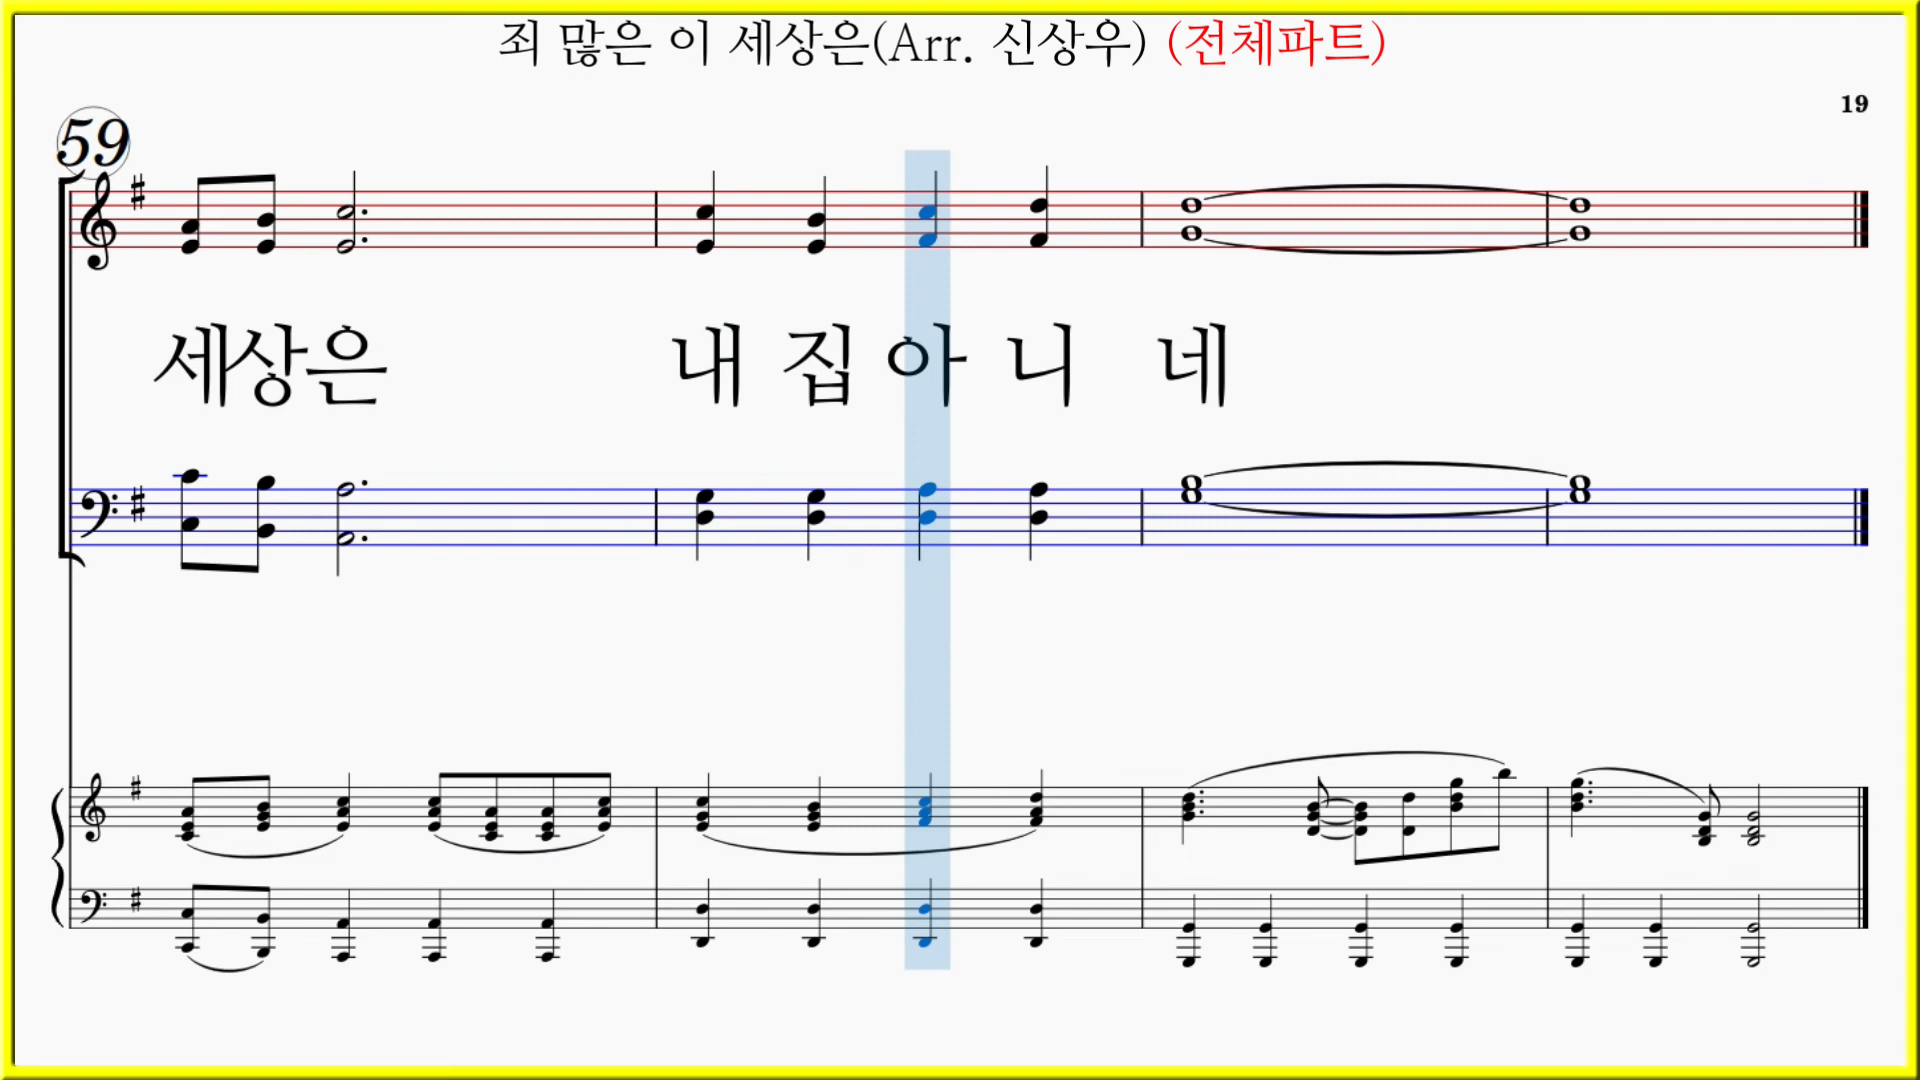 죄 많은 이 세상은(Arr. 신상우) (전체파트)
19
59
세상은 내 집 아 니 네